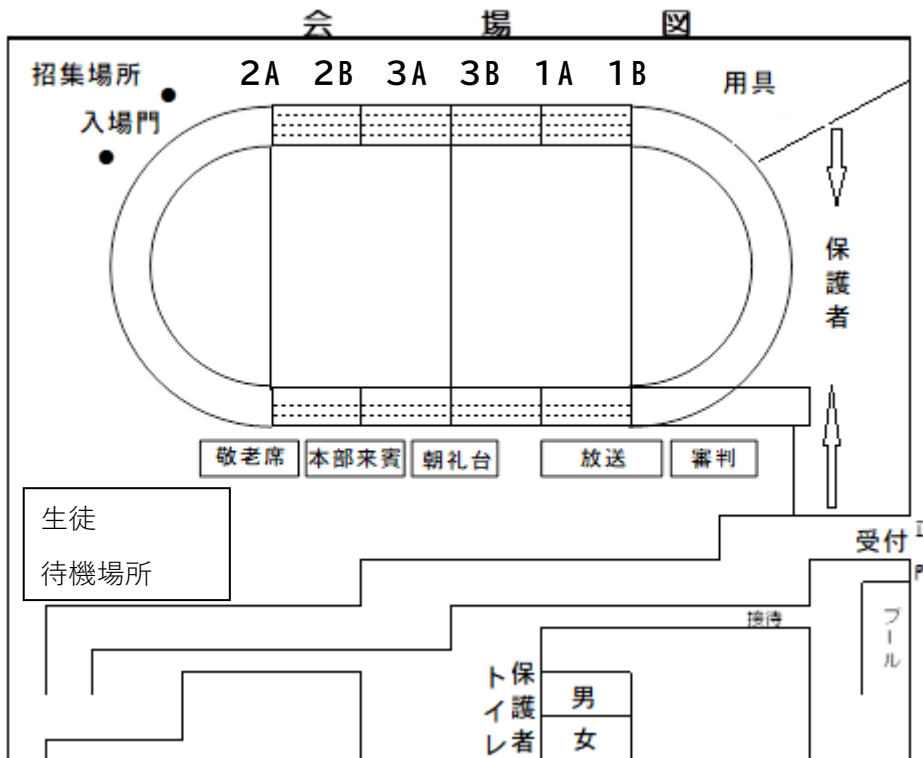 会場図
招集場所
2A 2B 3A 3B 1A 1B
用具
入場門
保護者
敬老席
本部来賓
朝礼台
放送
審判
生徒
待機場所
受付
プール
接待
保護者
トイレ
男
女